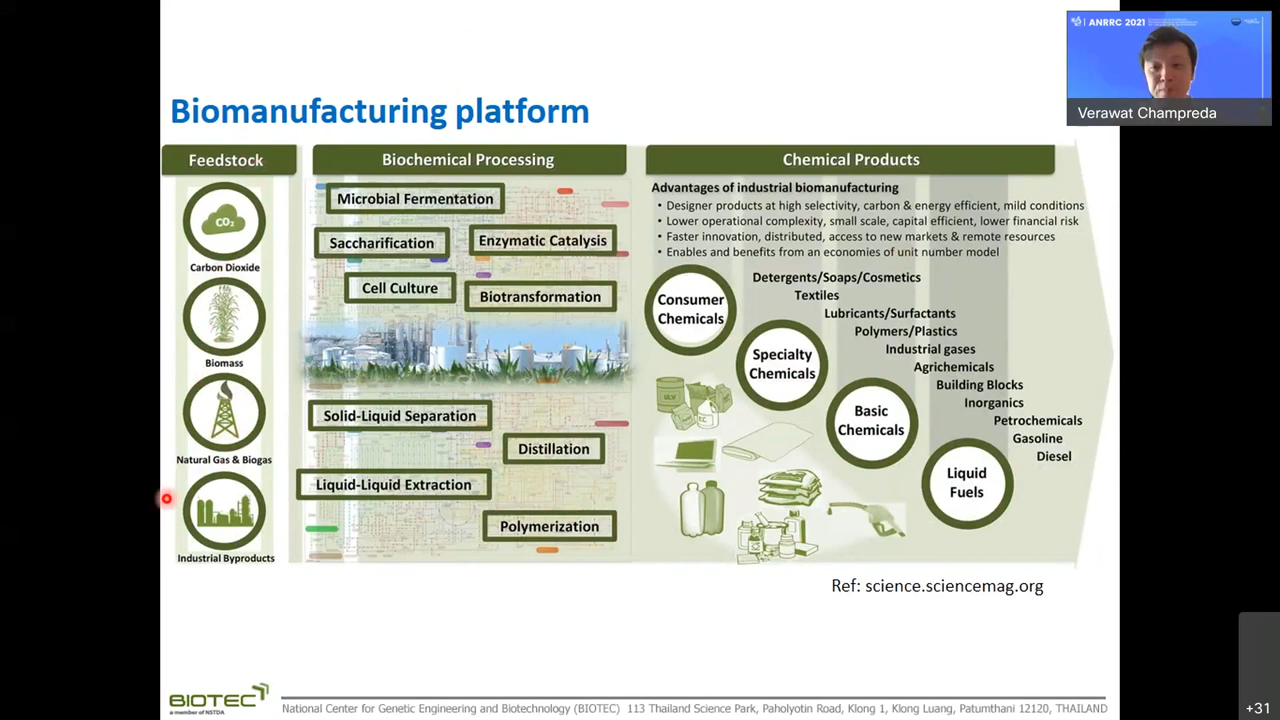 ANRRC 2021
Verawat Champreda
Biomanufacturing platform
Feedstock
CO₂
Carbon Dioxide
Biomass
Natural Gas & Biogas
Industrial Byproducts
Biochemical Processing
Microbial Fermentation
Saccharification
Enzymatic Catalysis
Cell Culture
Biotransformation
Solid-Liquid Separation
Distillation
Liquid-Liquid Extraction
Polymerization
Chemical Products
Advantages of industrial biomanufacturing
• Designer products at high selectivity, carbon & energy efficient, mild conditions
• Lower operational complexity, small scale, capital efficient, lower financial risk
• Faster innovation, distributed, access to new markets & remote resources
• Enables and benefits from an economies of unit number model
Consumer
Chemicals
Detergents/Soaps/Cosmetics
Textiles
Lubricants/Surfactants
Polymers/Plastics
Specialty
Chemicals
Industrial gases
Agrichemicals
Building Blocks
Inorganics
Basic
Chemicals
Petrochemicals
Gasoline
Diesel
Liquid
Fuels
Ref: science.sciencemag.org
BIOTEC
a member of NSTDA
National Center for Genetic Engineering and Biotechnology (BIOTEC) 113 Thailand Science Park, Paholyotin Road, Klong 1, Klong Luang, Patumthani 12120, THAILAND
+31